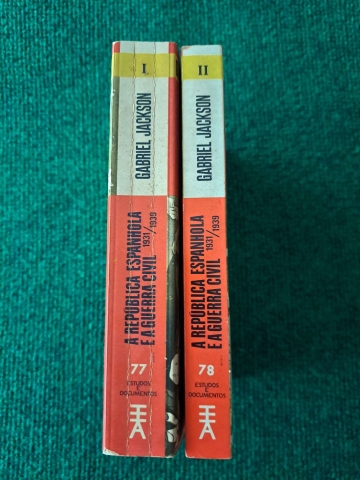 I
GABRIEL JACKSON
A REPÚBLICA ESPANHOLA
E A GUERRA CIVIL 1931/1939
77
ESTUDOS E
DOCUMENTOS
II
GABRIEL JACKSON
A REPÚBLICA ESPANHOLA
E A GUERRA CIVIL 1931/1939
78
ESTUDOS E
DOCUMENTOS